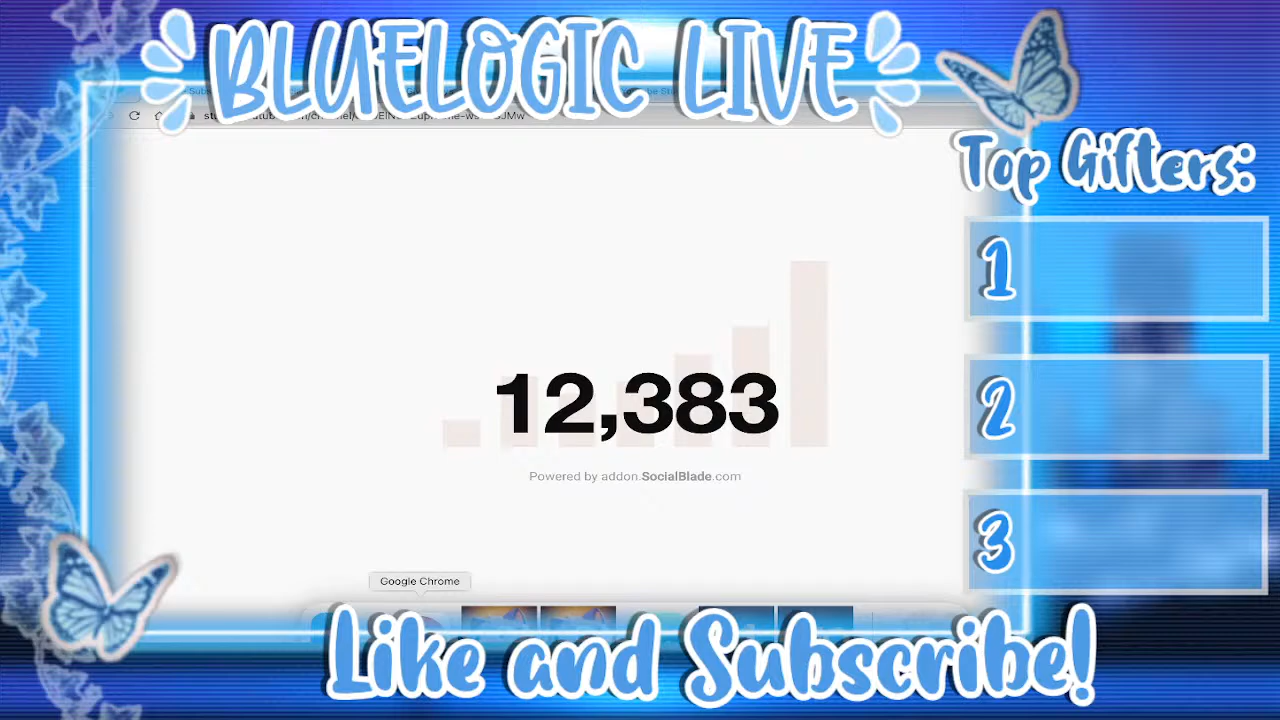 BLUELOGIC LIVE
Top Gifters:
1
2
3
12,383
Powered by addon.SocialBlade.com
Google Chrome
Like and Subscribe!